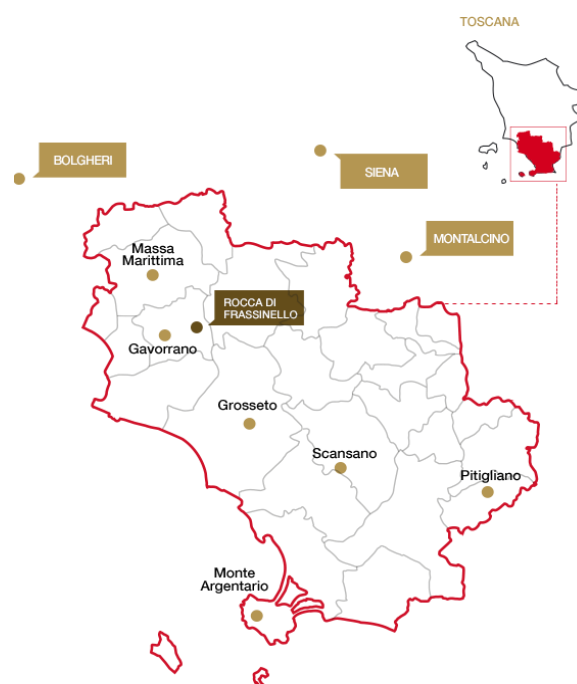 TOSCANA
BOLGHERI
SIENA
MONTALCINO
Massa
Marittima
ROCCA DI
FRASSINELLO
Gavorrano
Grosseto
Scansano
Pitigliano
Monte
Argentario